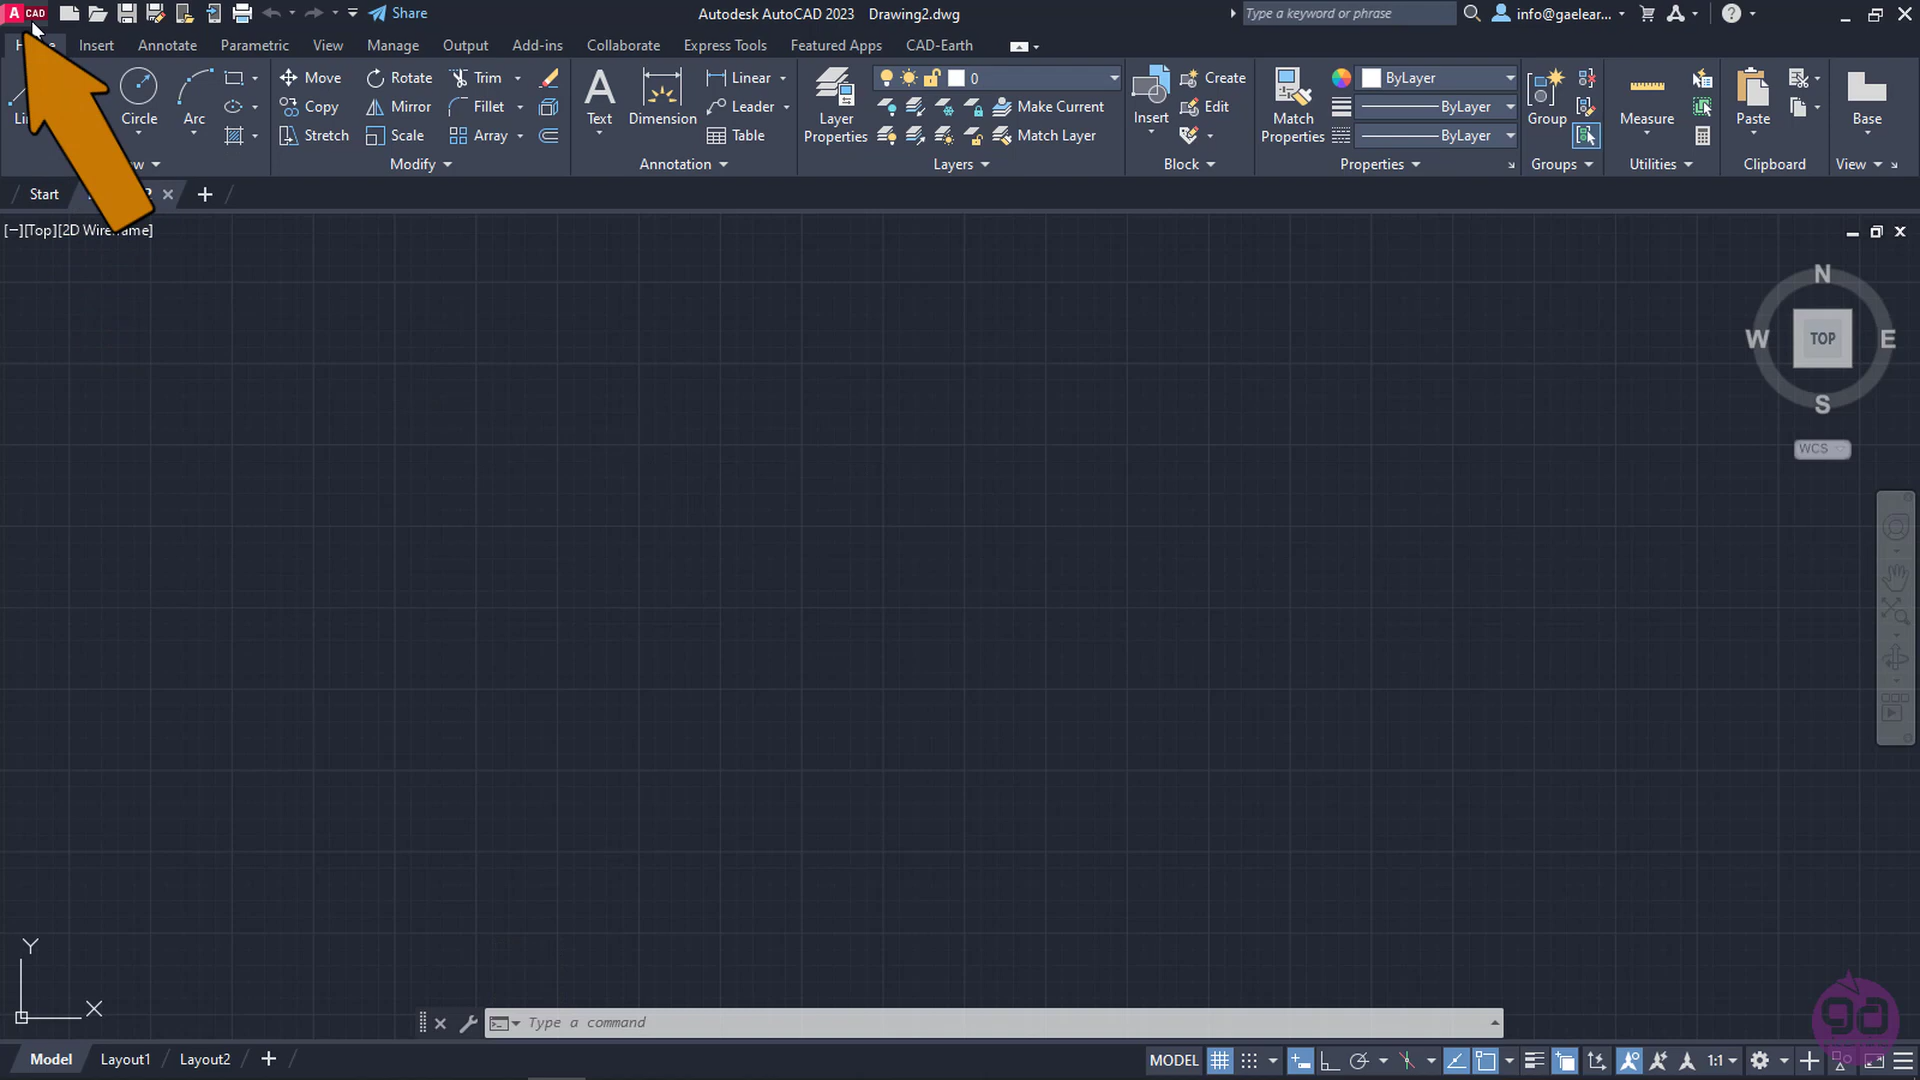 A CAD
Share
Autodesk AutoCAD 2023 Drawing2.dwg
Type a keyword or phrase
info@gaelear...
Insert Annotate Parametric View Manage Output Add-ins Collaborate Express Tools Featured Apps CAD-Earth
Circle
Arc
Move Rotate Trim
Copy Mirror Fillet
Stretch Scale Array
Modify
Text
Dimension
Linear
Leader
Table
Annotation
Layer
Properties
0
Make Current
Match Layer
Layers
Insert
Create
Edit
Block
Match
Properties
ByLayer
ByLayer
ByLayer
Properties
Group
Groups
Measure
Utilities
Paste
Clipboard
Base
View
Start
[−][Top][2D Wireframe]
N
W TOP E
S
WCS
Y
X
Type a command
Model Layout1 Layout2
MODEL
1:1
ga